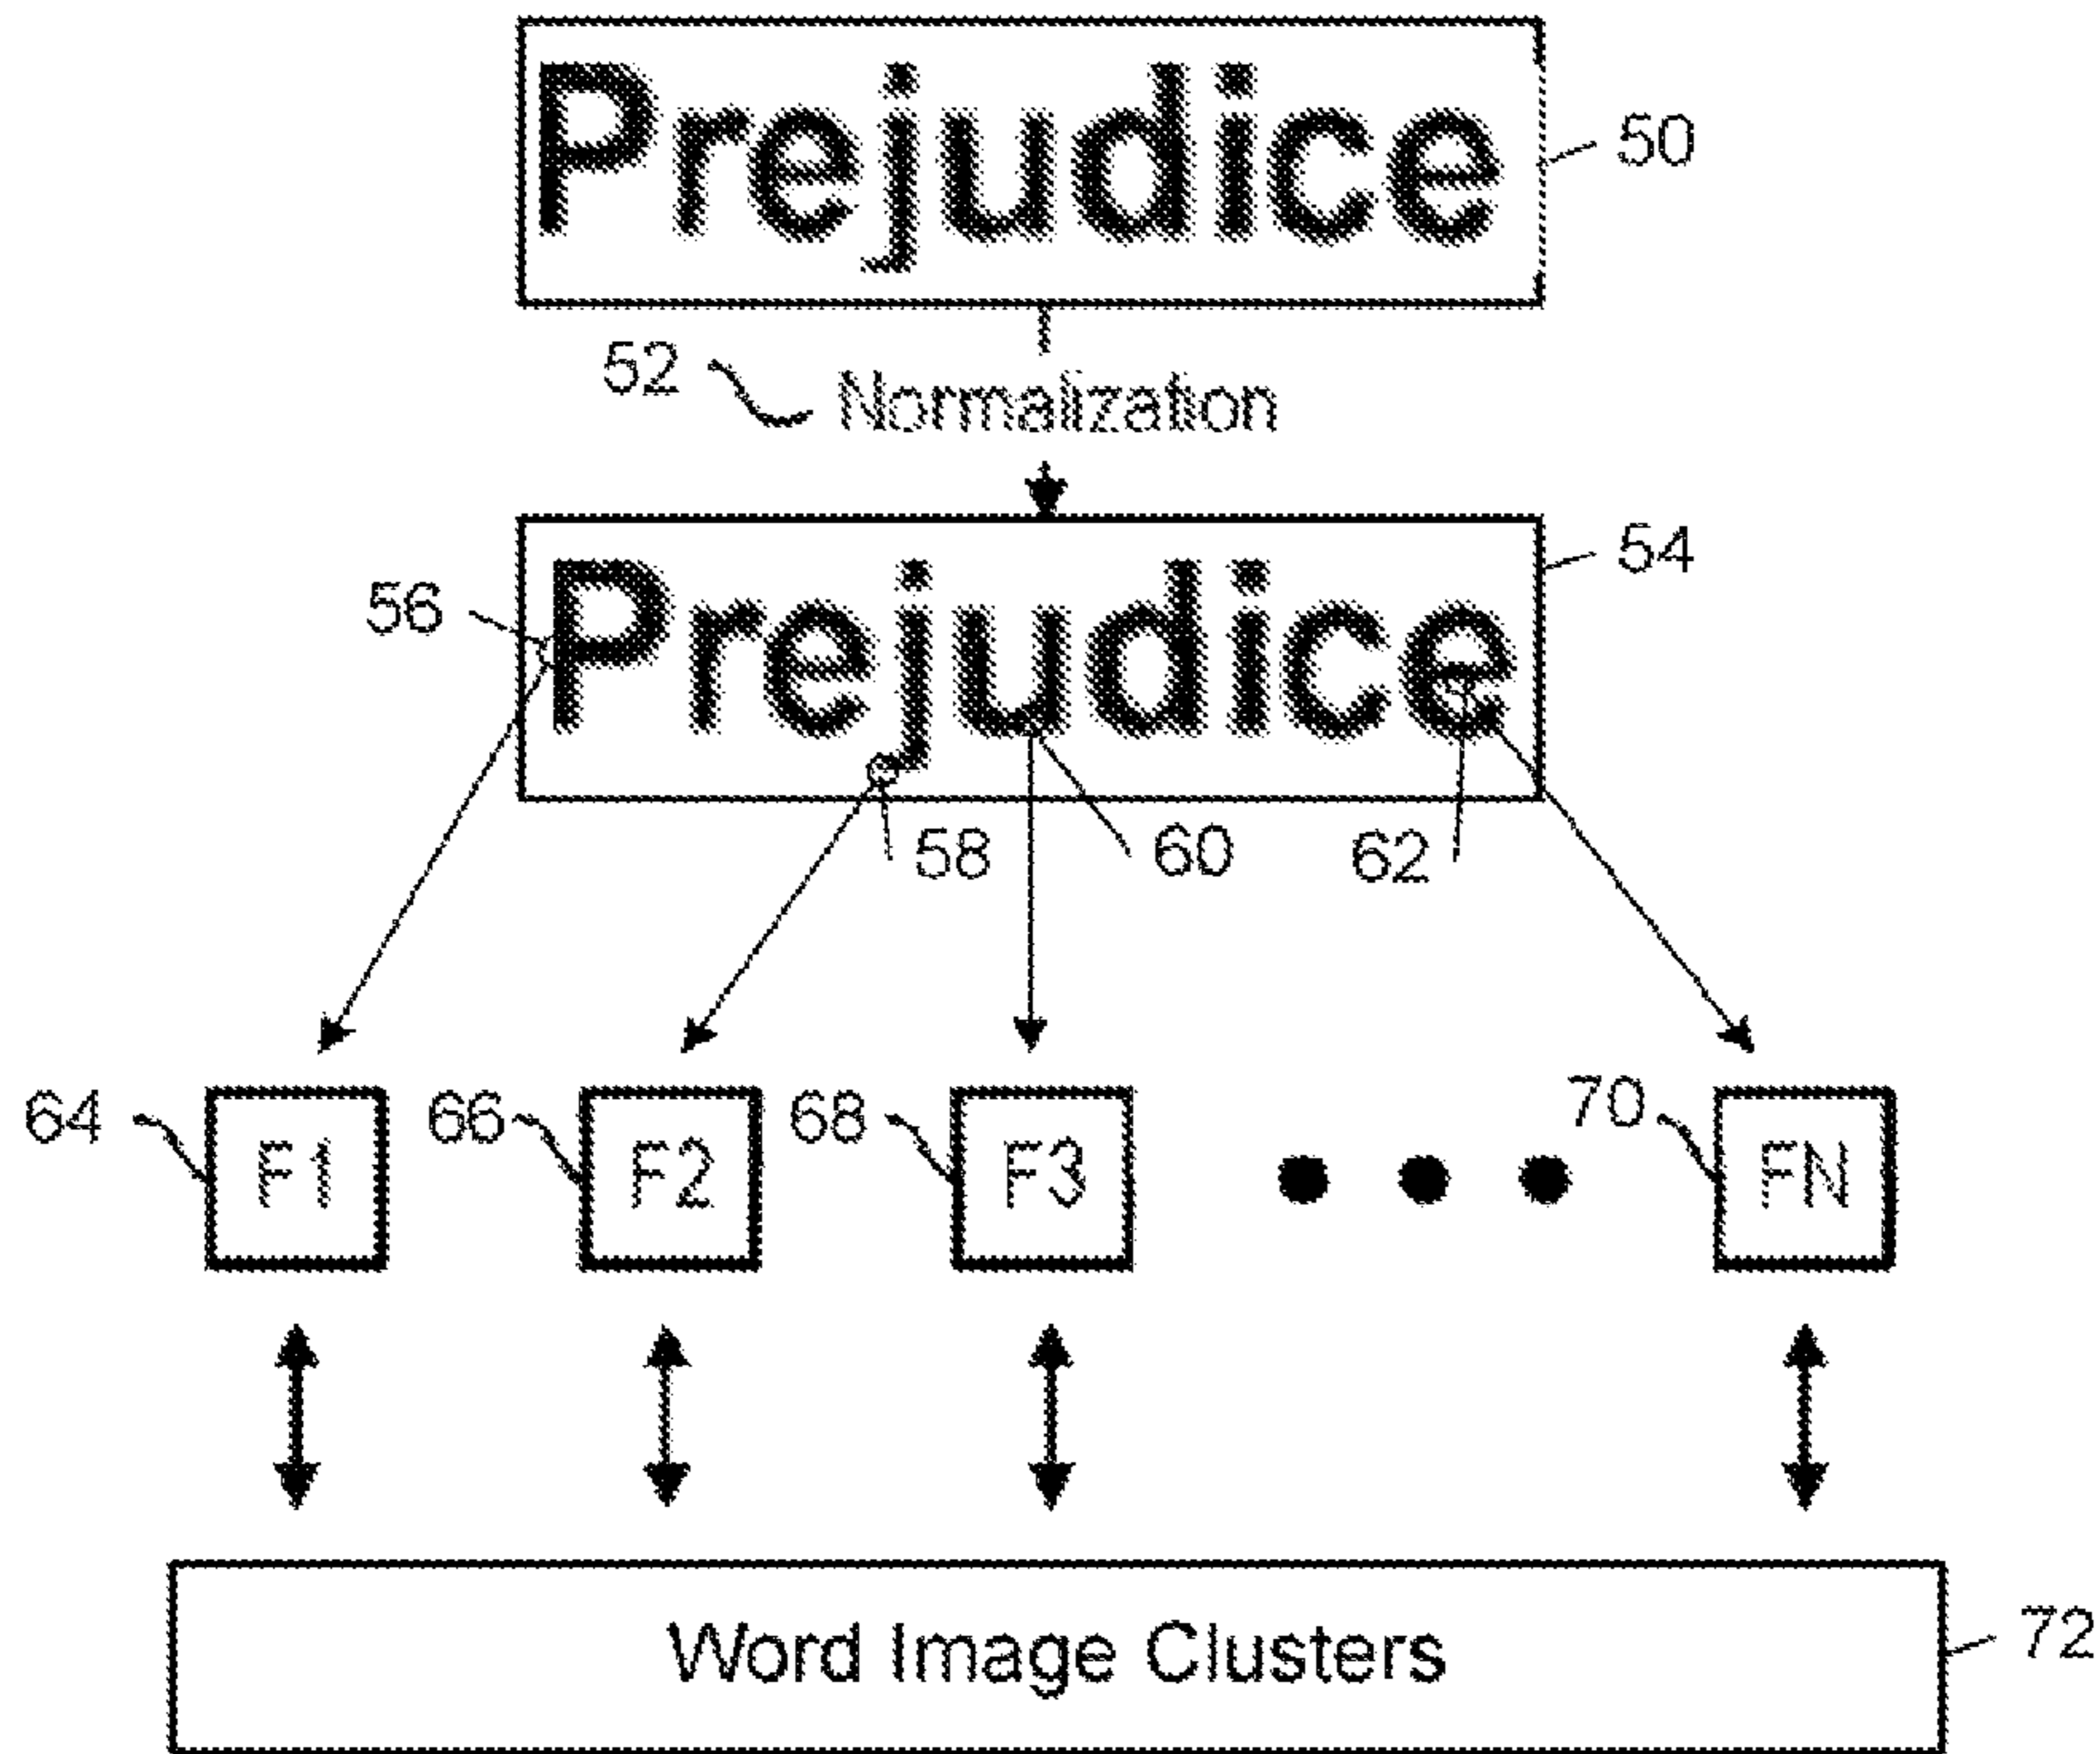 Prejudice
50
52 Normalization
Prejudice
54
56
58 60 62
64 F1 66 F2 68 F3 70 FN
Word Image Clusters
72